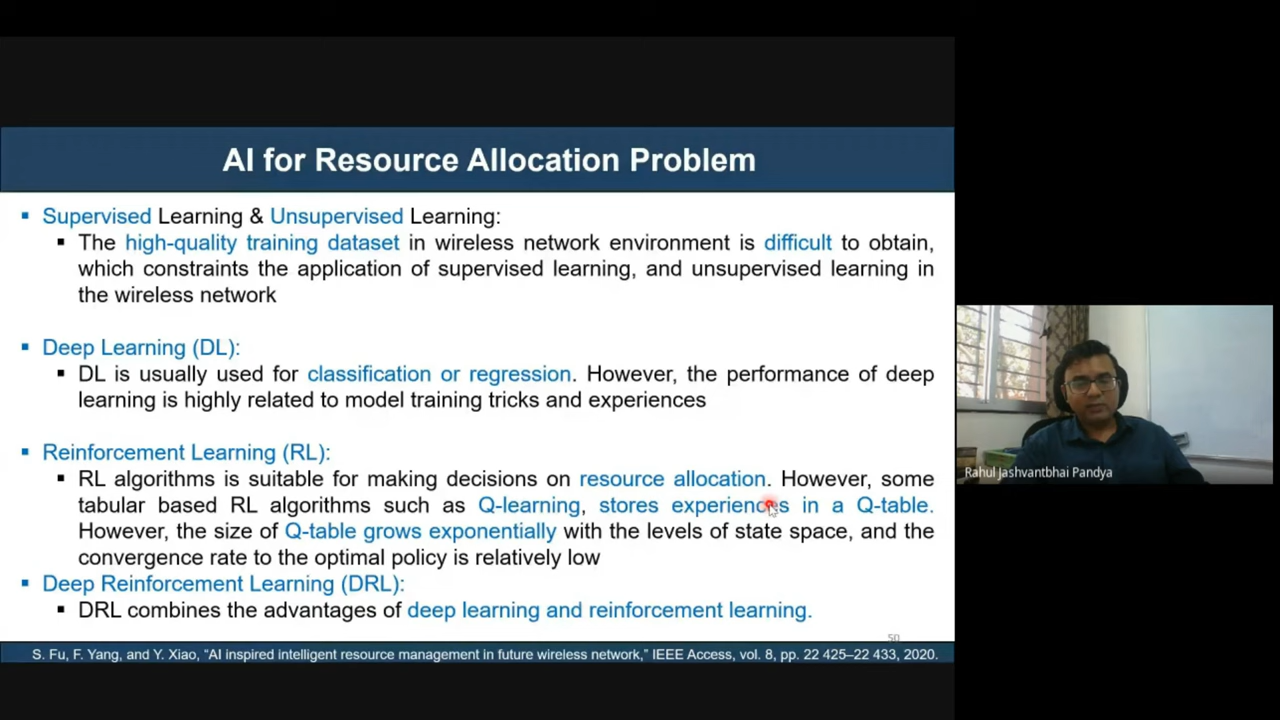 AI for Resource Allocation Problem
▪ Supervised Learning & Unsupervised Learning:
▪ The high-quality training dataset in wireless network environment is difficult to obtain,
which constraints the application of supervised learning, and unsupervised learning in
the wireless network
▪ Deep Learning (DL):
▪ DL is usually used for classification or regression. However, the performance of deep
learning is highly related to model training tricks and experiences
▪ Reinforcement Learning (RL):
▪ RL algorithms is suitable for making decisions on resource allocation. However, some
tabular based RL algorithms such as Q-learning, stores experiences in a Q-table.
However, the size of Q-table grows exponentially with the levels of state space, and the
convergence rate to the optimal policy is relatively low
▪ Deep Reinforcement Learning (DRL):
▪ DRL combines the advantages of deep learning and reinforcement learning.
50
S. Fu, F. Yang, and Y. Xiao, “AI inspired intelligent resource management in future wireless network,” IEEE Access, vol. 8, pp. 22 425–22 433, 2020.
Rahul Jashvantbhai Pandya